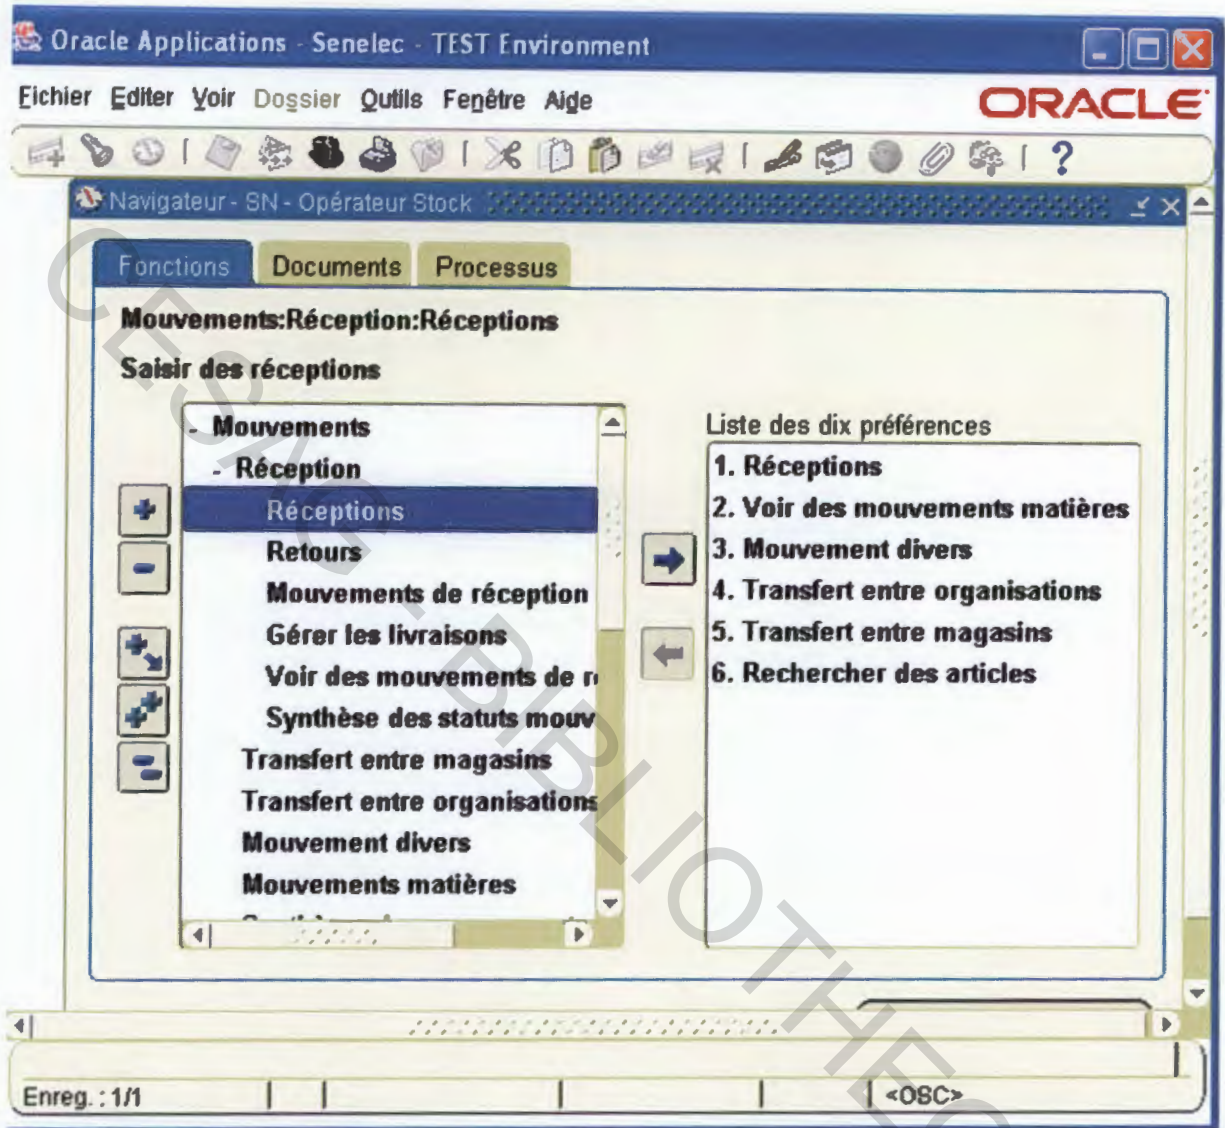 Oracle Applications - Senelec - TEST Environment
Fichier Editer Voir Dossier Outils Fenêtre Aide
ORACLE
?
Navigateur - SN - Opérateur Stock
Fonctions Documents Processus
Mouvements:Réception:Réceptions
Saisir des réceptions
- Mouvements
- Réception
Réceptions
Retours
Mouvements de réception
Gérer les livraisons
Voir des mouvements de
Synthèse des statuts mouv
Transfert entre magasins
Transfert entre organisations
Mouvement divers
Mouvements matières
Liste des dix préférences
1. Réceptions
2. Voir des mouvements matières
3. Mouvement divers
4. Transfert entre organisations
5. Transfert entre magasins
6. Rechercher des articles
Enreg. : 1/1
<OSC>
CESAG - BIBLIOTHEQ